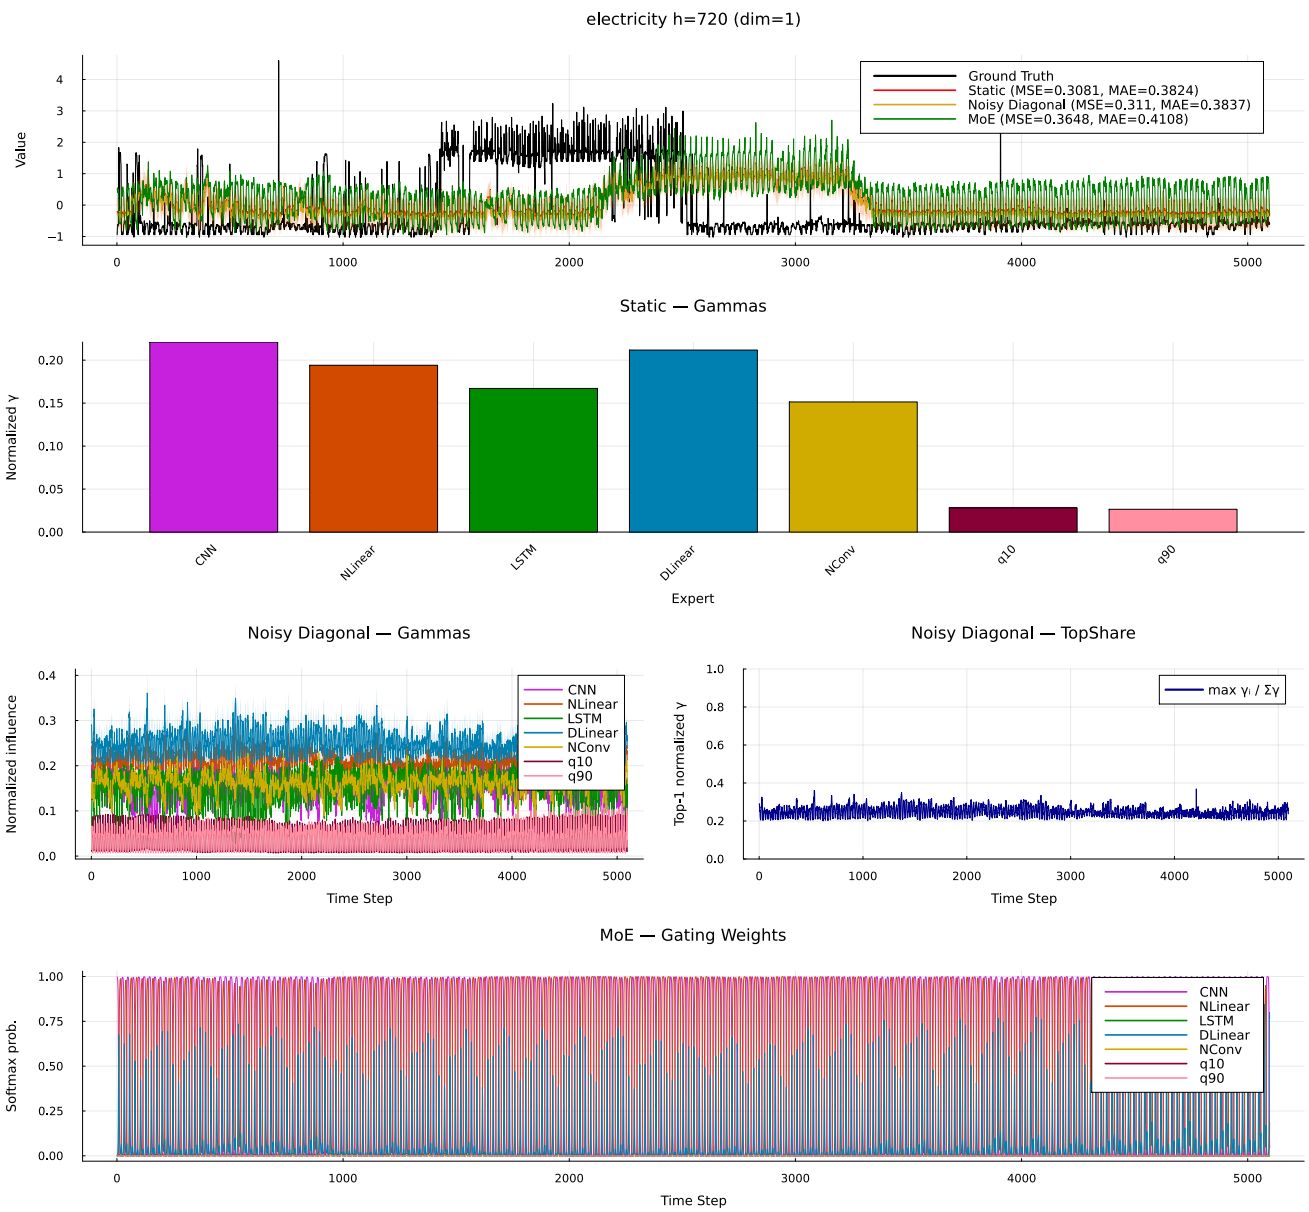 electricity h=720 (dim=1)
Value
4
3
2
1
0
−1
Ground Truth
Static (MSE=0.3081, MAE=0.3824)
Noisy Diagonal (MSE=0.311, MAE=0.3837)
MoE (MSE=0.3648, MAE=0.4108)
0 1000 2000 3000 4000 5000
Static — Gammas
Normalized γ
0.20
0.15
0.10
0.05
0.00
CNN NLinear LSTM DLinear NConv q10 q90
Expert
Noisy Diagonal — Gammas
Normalized influence
0.4
0.3
0.2
0.1
0.0
CNN
NLinear
LSTM
DLinear
NConv
q10
q90
0 1000 2000 3000 4000 5000
Time Step
Noisy Diagonal — TopShare
Top-1 normalized γ
1.0
0.8
0.6
0.4
0.2
0.0
max γᵢ / Σγ
0 1000 2000 3000 4000 5000
Time Step
MoE — Gating Weights
Softmax prob.
1.00
0.75
0.50
0.25
0.00
CNN
NLinear
LSTM
DLinear
NConv
q10
q90
0 1000 2000 3000 4000 5000
Time Step